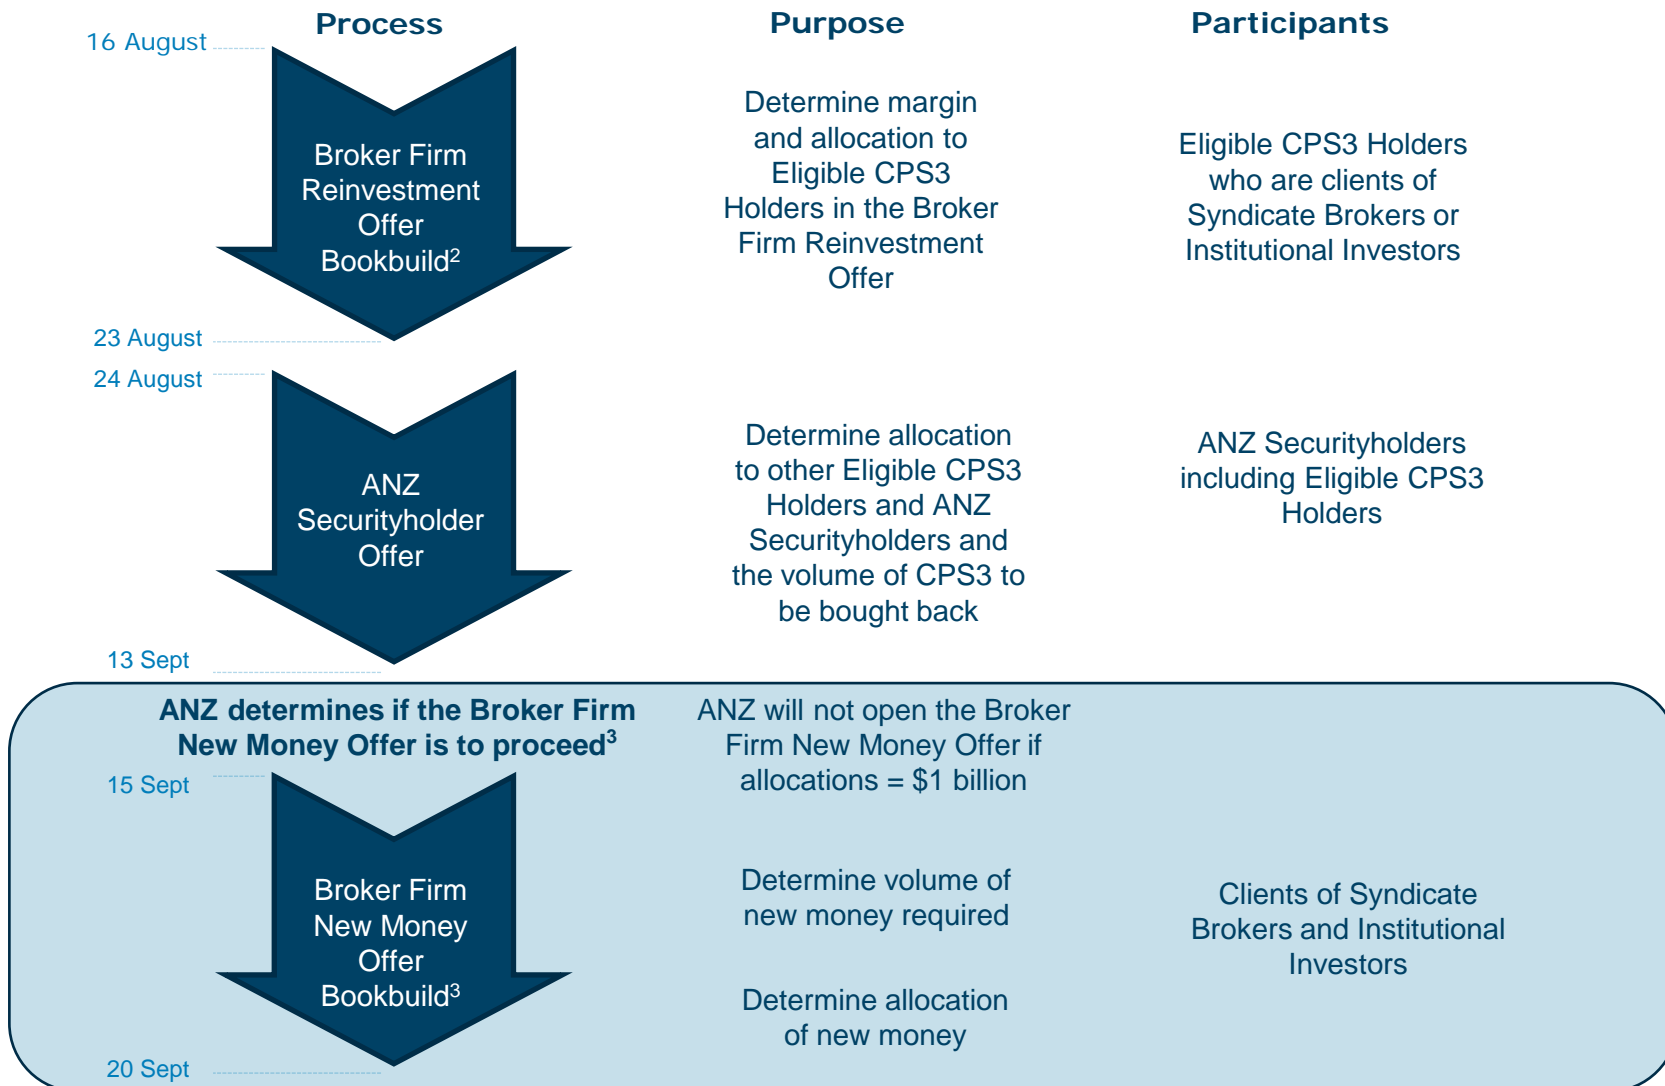 Process
Purpose
Participants
16 August
Broker Firm
Reinvestment
Offer
Bookbuild²
Determine margin
and allocation to
Eligible CPS3
Holders in the Broker
Firm Reinvestment
Offer
Eligible CPS3 Holders
who are clients of
Syndicate Brokers or
Institutional Investors
23 August
24 August
ANZ
Securityholder
Offer
Determine allocation
to other Eligible CPS3
Holders and ANZ
Securityholders and
the volume of CPS3 to
be bought back
ANZ Securityholders
including Eligible CPS3
Holders
13 Sept
ANZ determines if the Broker Firm
New Money Offer is to proceed³
ANZ will not open the Broker
Firm New Money Offer if
allocations = $1 billion
15 Sept
Broker Firm
New Money
Offer
Bookbuild³
Determine volume of
new money required
Determine allocation
of new money
Clients of Syndicate
Brokers and Institutional
Investors
20 Sept